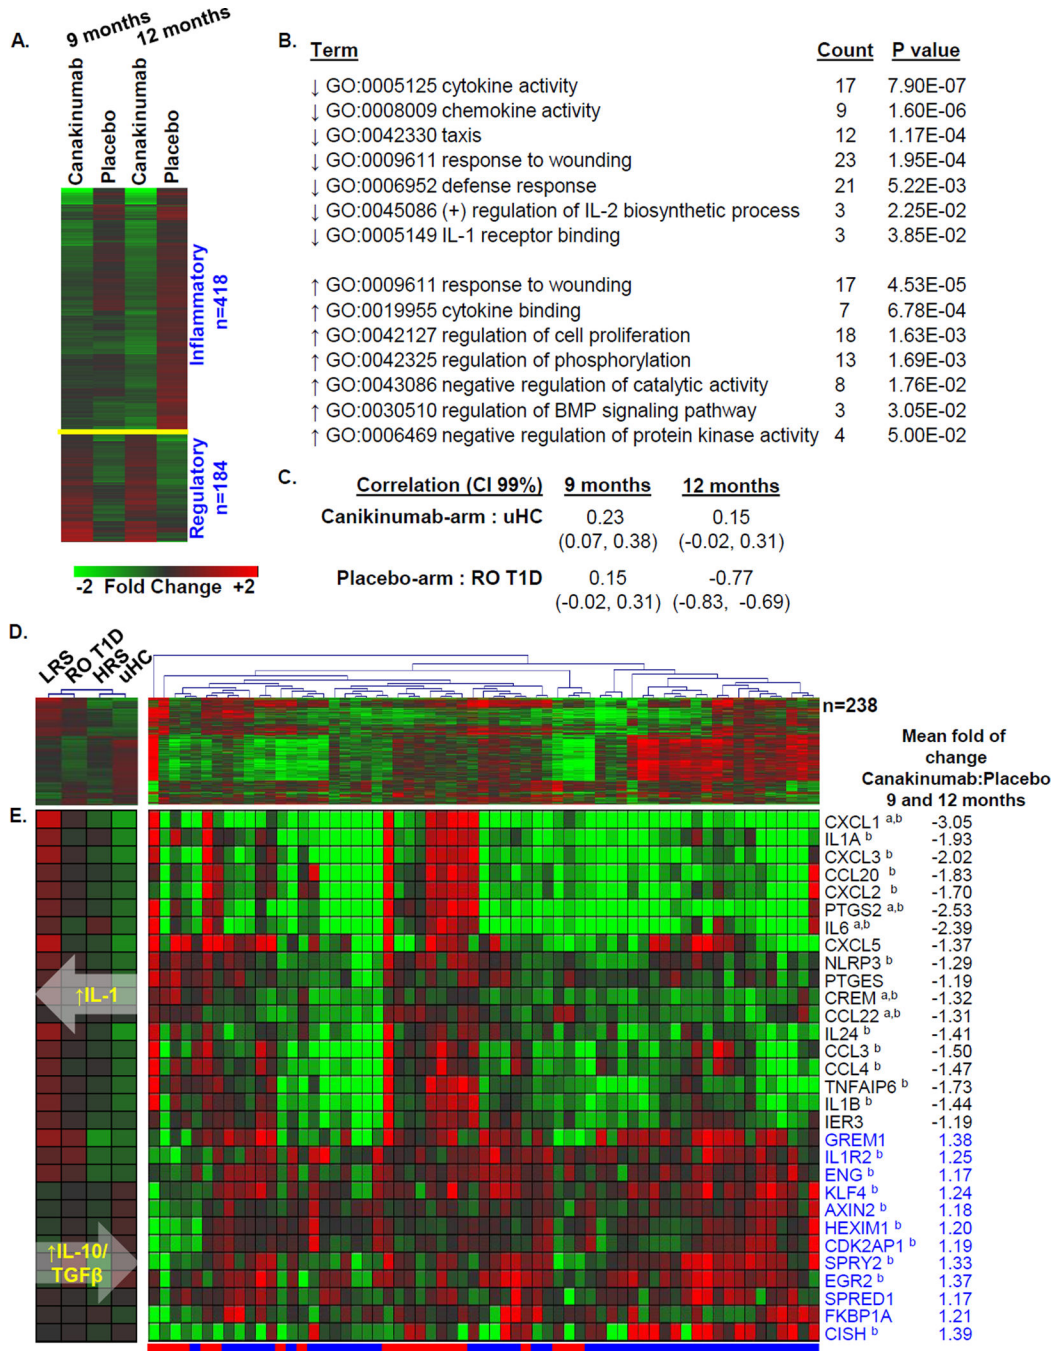 A.
9 months
12 months
Canakinumab
Placebo
Canakinumab
Placebo
Inflammatory
n=418
Regulatory
n=184
-2 Fold Change +2
B.
Term Count P value
↓ GO:0005125 cytokine activity 17 7.90E-07
↓ GO:0008009 chemokine activity 9 1.60E-06
↓ GO:0042330 taxis 12 1.17E-04
↓ GO:0009611 response to wounding 23 1.95E-04
↓ GO:0006952 defense response 21 5.22E-03
↓ GO:0045086 (+) regulation of IL-2 biosynthetic process 3 2.25E-02
↓ GO:0005149 IL-1 receptor binding 3 3.85E-02
↑ GO:0009611 response to wounding 17 4.53E-05
↑ GO:0019955 cytokine binding 7 6.78E-04
↑ GO:0042127 regulation of cell proliferation 18 1.63E-03
↑ GO:0042325 regulation of phosphorylation 13 1.69E-03
↑ GO:0043086 negative regulation of catalytic activity 8 1.76E-02
↑ GO:0030510 regulation of BMP signaling pathway 3 3.05E-02
↑ GO:0006469 negative regulation of protein kinase activity 4 5.00E-02
C.
Correlation (CI 99%) 9 months 12 months
Canikinumab-arm : uHC 0.23 0.15
(0.07, 0.38) (-0.02, 0.31)
Placebo-arm : RO T1D 0.15 -0.77
(-0.02, 0.31) (-0.83, -0.69)
D.
LRS
RO T1D
HRS
uHC
n=238
Mean fold of
change
Canakinumab:Placebo
9 and 12 months
E.
CXCL1 a,b -3.05
IL1A b -1.93
CXCL3 b -2.02
CCL20 b -1.83
CXCL2 b -1.70
PTGS2 a,b -2.53
IL6 a,b -2.39
CXCL5 -1.37
NLRP3 b -1.29
PTGES -1.19
CREM a,b -1.32
CCL22 a,b -1.31
IL24 b -1.41
CCL3 b -1.50
CCL4 b -1.47
TNFAIP6 b -1.73
IL1B b -1.44
IER3 -1.19
GREM1 1.38
IL1R2 b 1.25
ENG b 1.17
KLF4 b 1.24
AXIN2 b 1.18
HEXIM1 b 1.20
CDK2AP1 b 1.19
SPRY2 b 1.33
EGR2 b 1.37
SPRED1 1.17
FKBP1A 1.21
CISH b 1.39
↑IL-1
↑IL-10/
TGFβ